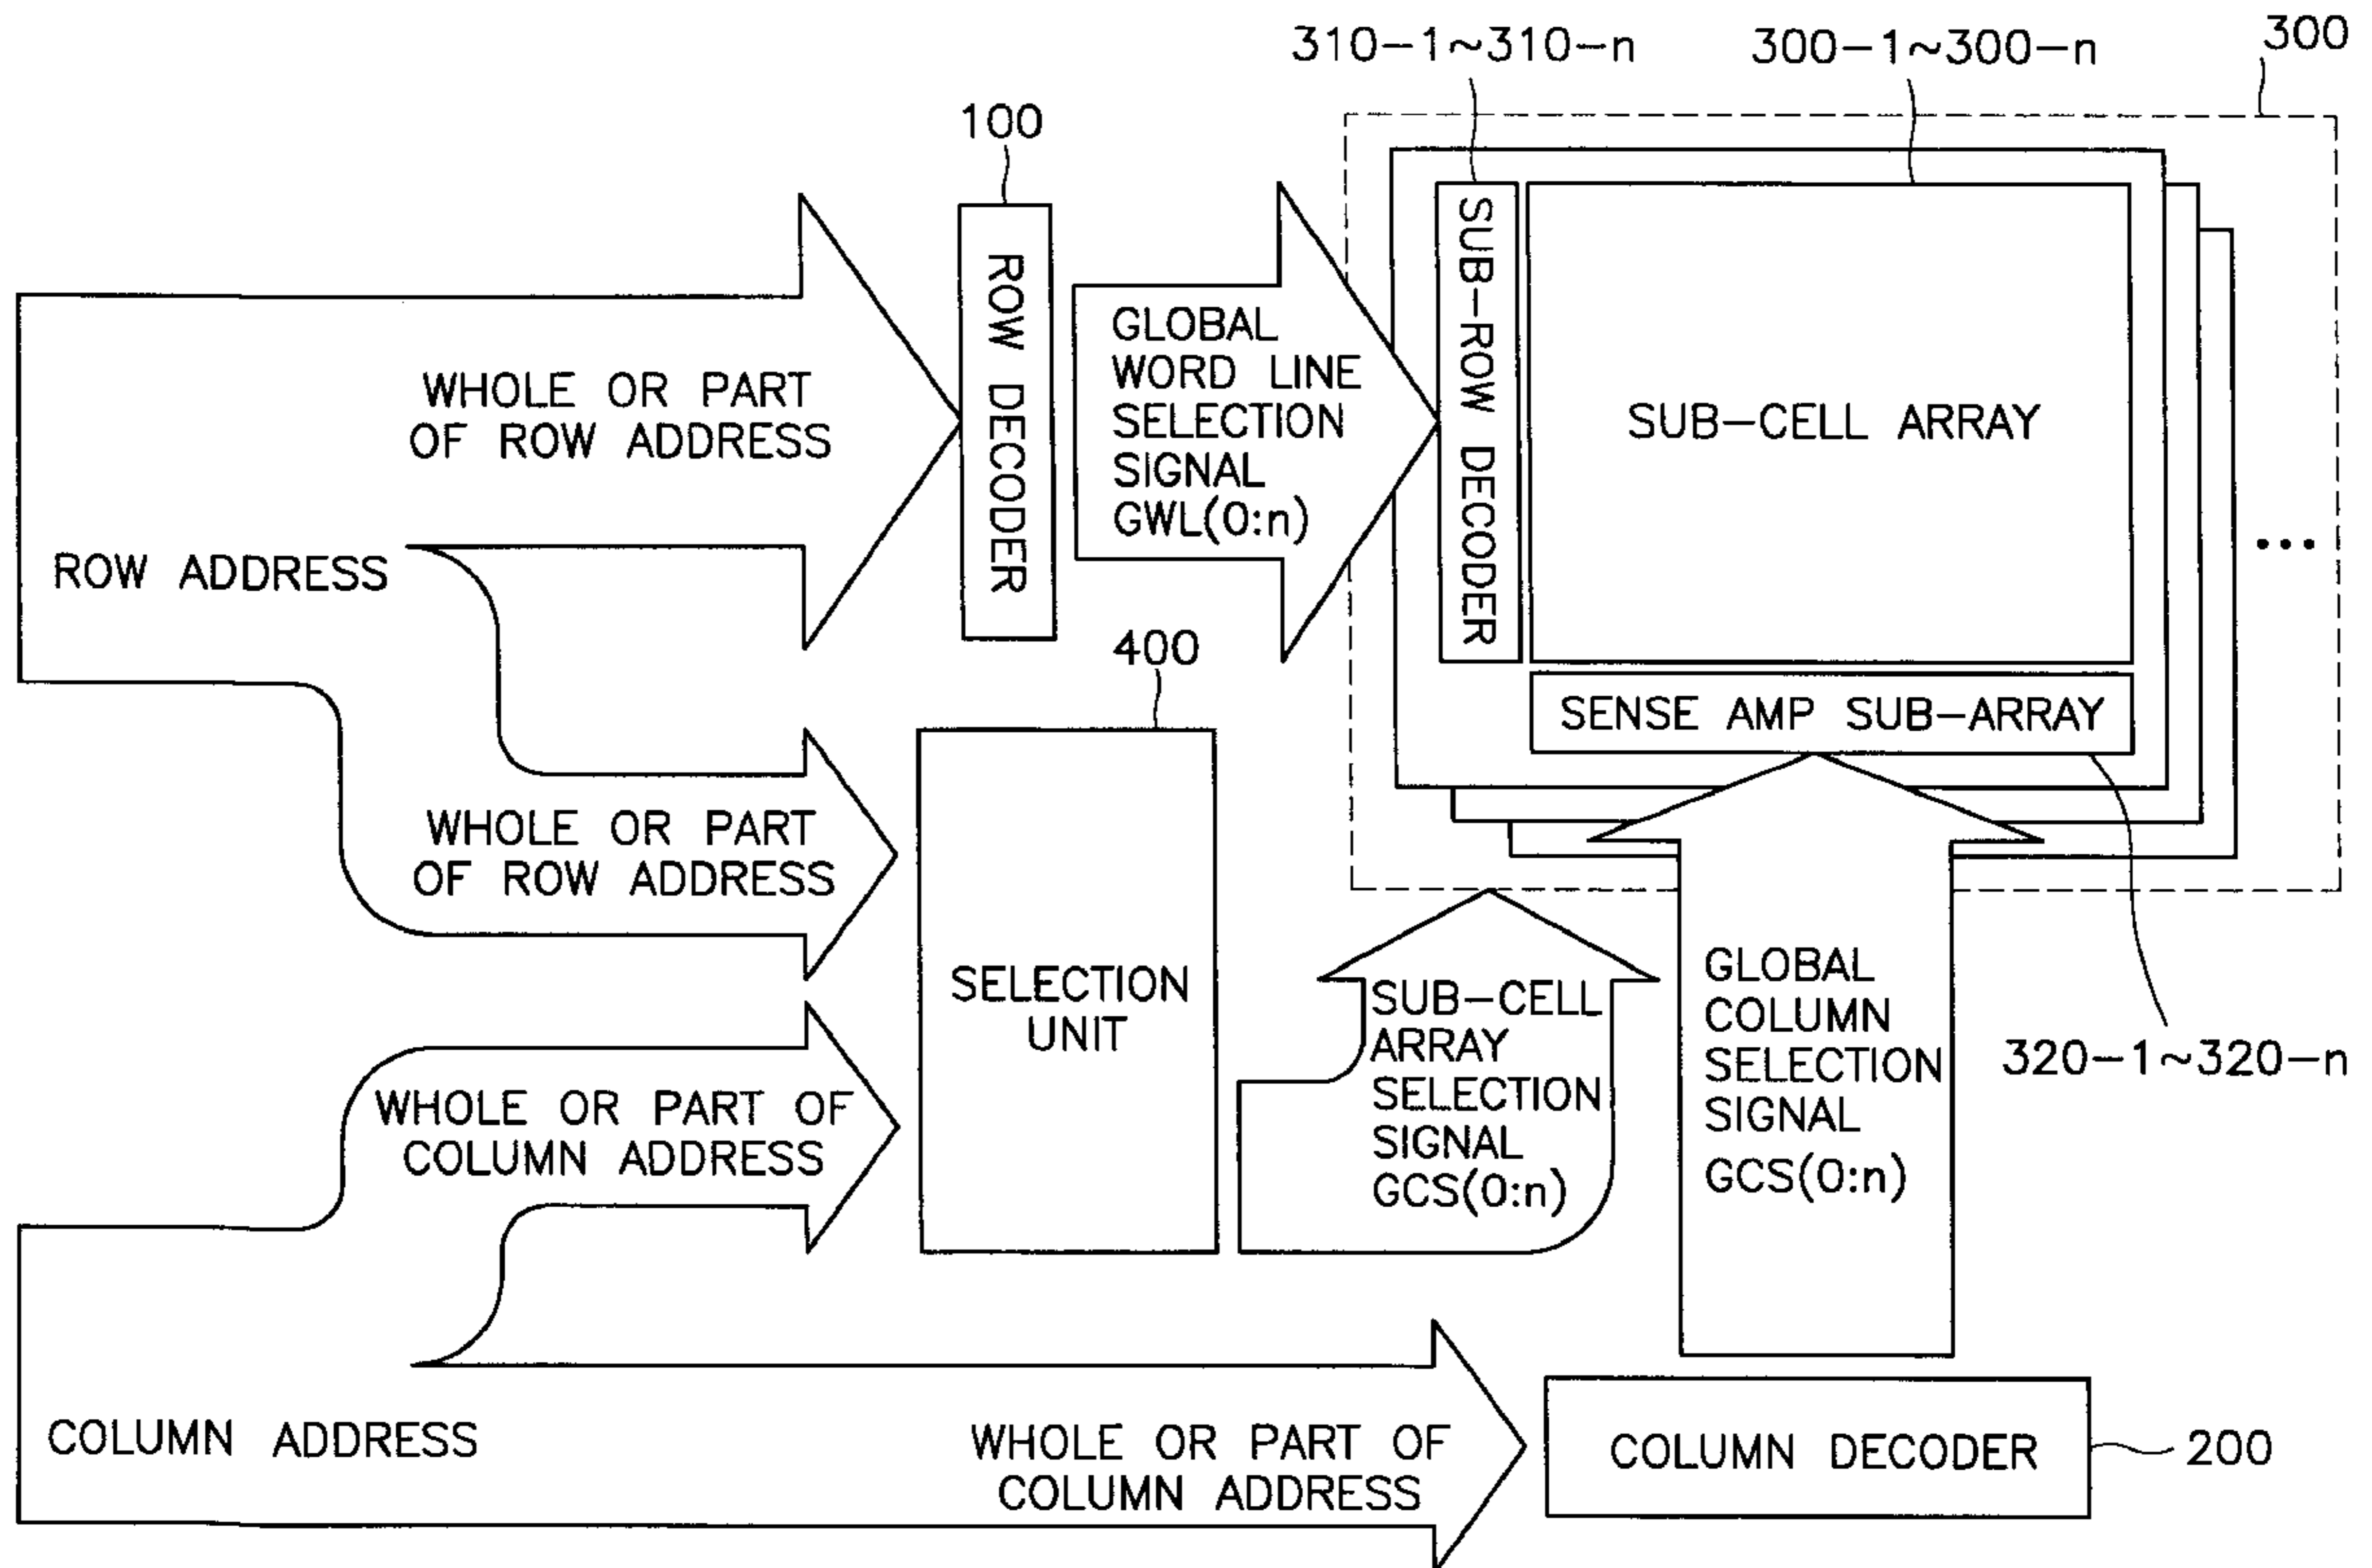 310-1~310-n
300-1~300-n
300
100
ROW DECODER
GLOBAL
WORD LINE
SELECTION
SIGNAL
GWL(0:n)
SUB-ROW DECODER
SUB-CELL ARRAY
...
WHOLE OR PART
OF ROW ADDRESS
ROW ADDRESS
400
SENSE AMP SUB-ARRAY
WHOLE OR PART
OF ROW ADDRESS
SELECTION
UNIT
SUB-CELL
ARRAY
SELECTION
SIGNAL
GCS(0:n)
GLOBAL
COLUMN
SELECTION
SIGNAL
GCS(0:n)
320-1~320-n
WHOLE OR PART OF
COLUMN ADDRESS
COLUMN ADDRESS
WHOLE OR PART OF
COLUMN ADDRESS
COLUMN DECODER
200